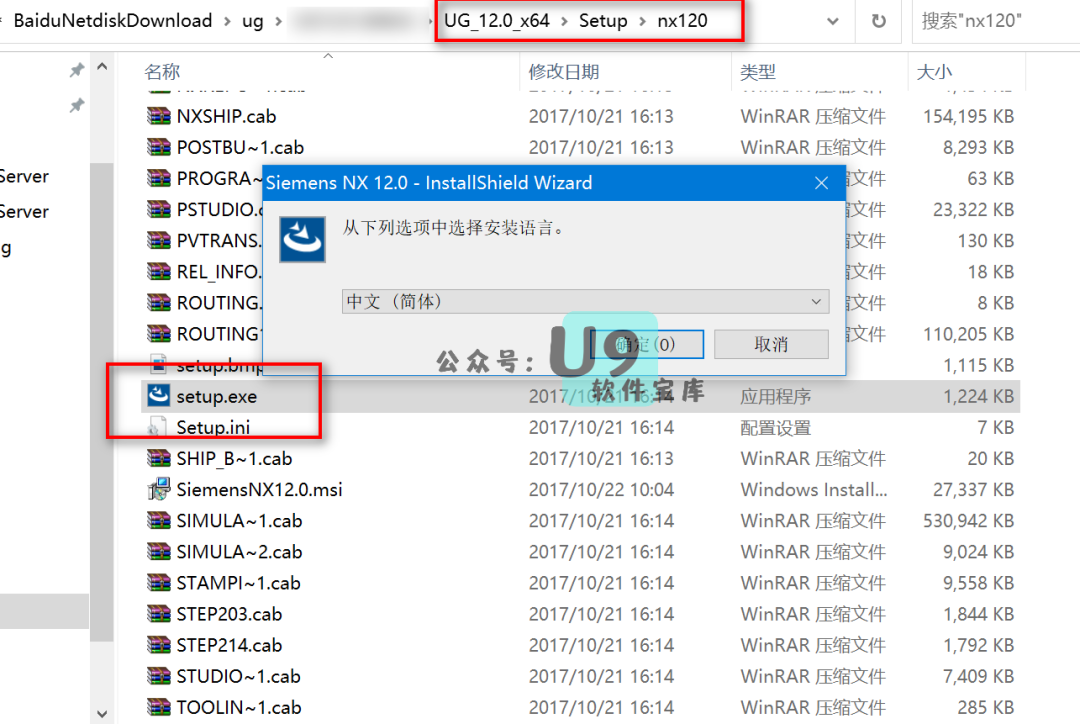 BaiduNetdiskDownload › ug › › UG_12.0_x64 › Setup › nx120 搜索"nx120"
名称 修改日期 类型 大小
NXSHIP.cab 2017/10/21 16:13 WinRAR 压缩文件 154,195 KB
POSTBU~1.cab 2017/10/21 16:13 WinRAR 压缩文件 8,293 KB
Server PROGRA~ 缩文件 63 KB
Siemens NX 12.0 - InstallShield Wizard
从下列选项中选择安装语言。
中文（简体）
确定(O) 取消
Server PSTUDIO. 缩文件 23,322 KB
g PVTRANS. 缩文件 130 KB
REL_INFO. 缩文件 18 KB
ROUTING. 缩文件 8 KB
ROUTING 缩文件 110,205 KB
公众号：U9
软件宝库
setup.bmp 1,115 KB
setup.exe 2017/10/21 16:14 应用程序 1,224 KB
Setup.ini 2017/10/21 16:14 配置设置 7 KB
SHIP_B~1.cab 2017/10/21 16:13 WinRAR 压缩文件 20 KB
SiemensNX12.0.msi 2017/10/22 10:04 Windows Install... 27,337 KB
SIMULA~1.cab 2017/10/21 16:14 WinRAR 压缩文件 530,942 KB
SIMULA~2.cab 2017/10/21 16:14 WinRAR 压缩文件 9,024 KB
STAMPI~1.cab 2017/10/21 16:14 WinRAR 压缩文件 9,558 KB
STEP203.cab 2017/10/21 16:14 WinRAR 压缩文件 1,844 KB
STEP214.cab 2017/10/21 16:14 WinRAR 压缩文件 1,792 KB
STUDIO~1.cab 2017/10/21 16:14 WinRAR 压缩文件 7,409 KB
TOOLIN~1.cab 2017/10/21 16:14 WinRAR 压缩文件 285 KB